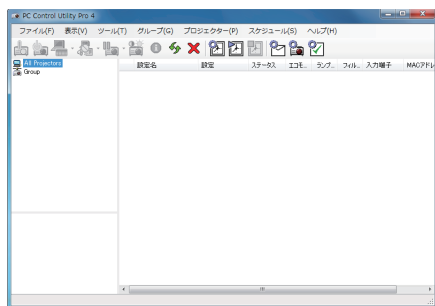 PC Control Utility Pro 4
ファイル(F) 表示(V) ツール(T) グループ(G) プロジェクター(P) スケジュール(S) ヘルプ(H)
設定名 設定 ステータス エコモ... ランプ... フィル... 入力端子 MACアドレ
All Projectors
Group